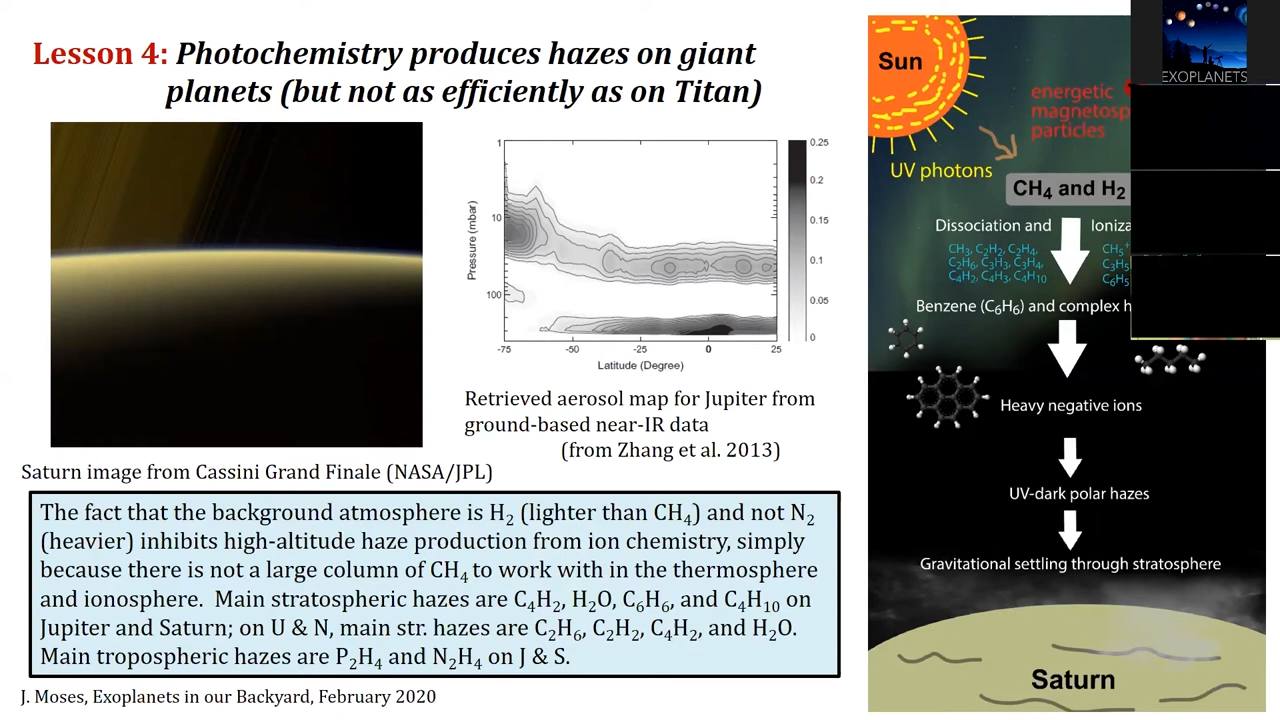 Lesson 4: Photochemistry produces hazes on giant
planets (but not as efficiently as on Titan)
1
10
100
Pressure (mbar)
-75
-50
-25
0
25
Latitude (Degree)
0.25
0.2
0.15
0.1
0.05
0
Retrieved aerosol map for Jupiter from
ground-based near-IR data
(from Zhang et al. 2013)
Saturn image from Cassini Grand Finale (NASA/JPL)
The fact that the background atmosphere is H₂ (lighter than CH₄) and not N₂
(heavier) inhibits high-altitude haze production from ion chemistry, simply
because there is not a large column of CH₄ to work with in the thermosphere
and ionosphere. Main stratospheric hazes are C₄H₂, H₂O, C₆H₆, and C₄H₁₀ on
Jupiter and Saturn; on U & N, main str. hazes are C₂H₆, C₂H₂, C₄H₂, and H₂O.
Main tropospheric hazes are P₂H₄ and N₂H₄ on J & S.
J. Moses, Exoplanets in our Backyard, February 2020
Sun
EXOPLANETS
energetic
magnetosp
particles
UV photons
CH₄ and H₂
Dissociation and Ioniza
CH₃, C₂H₂, C₂H₄, CH₅⁺
C₂H₆, C₃H₃, C₃H₄, C₃H₅
C₄H₂, C₄H₃, C₄H₁₀ C₆H₅
Benzene (C₆H₆) and complex h
Heavy negative ions
UV-dark polar hazes
Gravitational settling through stratosphere
Saturn